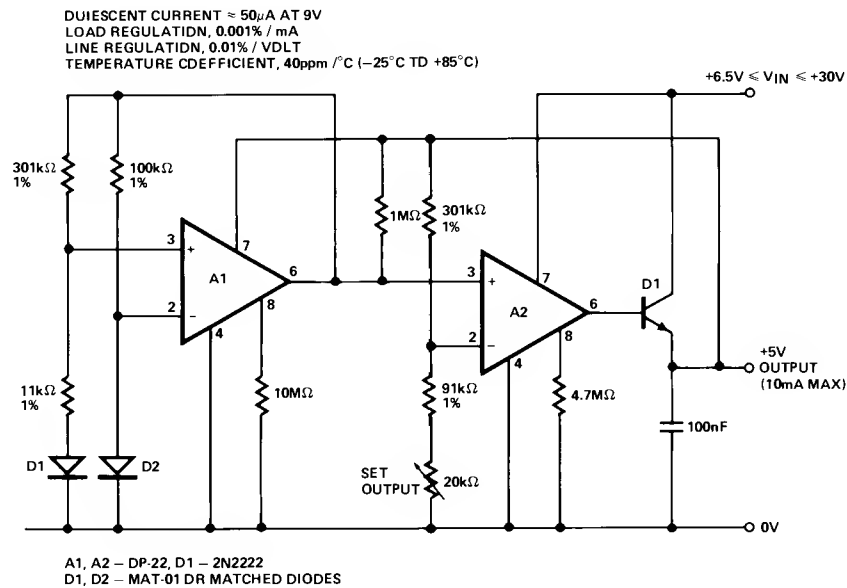 DUIESCENT CURRENT ≈ 50μA AT 9V
LOAD REGULATION, 0.001% / mA
LINE REGULATION, 0.01% / VDLT
TEMPERATURE CDEFFICIENT, 40ppm /°C (−25°C TD +85°C)
+6.5V ≤ VIN ≤ +30V
301kΩ
1%
100kΩ
1%
1MΩ
301kΩ
1%
3
+
7
A1
6
2
−
8
4
3
+
7
A2
6
2
−
8
4
D1
+5V
OUTPUT
(10mA MAX)
11kΩ
1%
10MΩ
91kΩ
1%
4.7MΩ
100nF
D1
D2
SET
OUTPUT
20kΩ
0V
A1, A2 – DP-22, D1 – 2N2222
D1, D2 – MAT-01 DR MATCHED DIODES